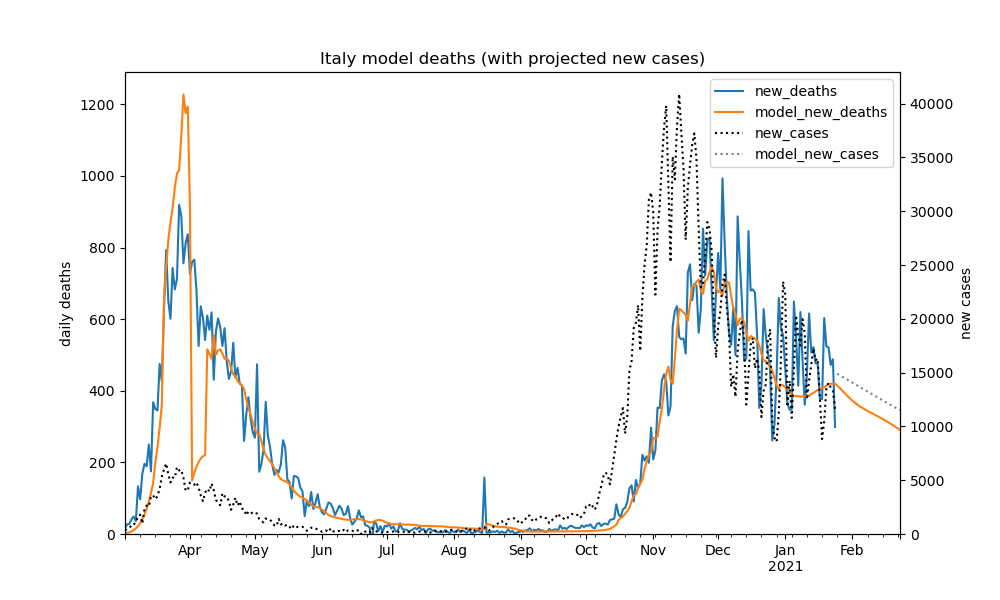 Italy model deaths (with projected new cases)
new_deaths
model_new_deaths
new_cases
model_new_cases
daily deaths
1200
1000
800
600
400
200
0
40000
35000
30000
25000
20000
15000
10000
5000
0
new cases
Apr May Jun Jul Aug Sep Oct Nov Dec Jan Feb
2021